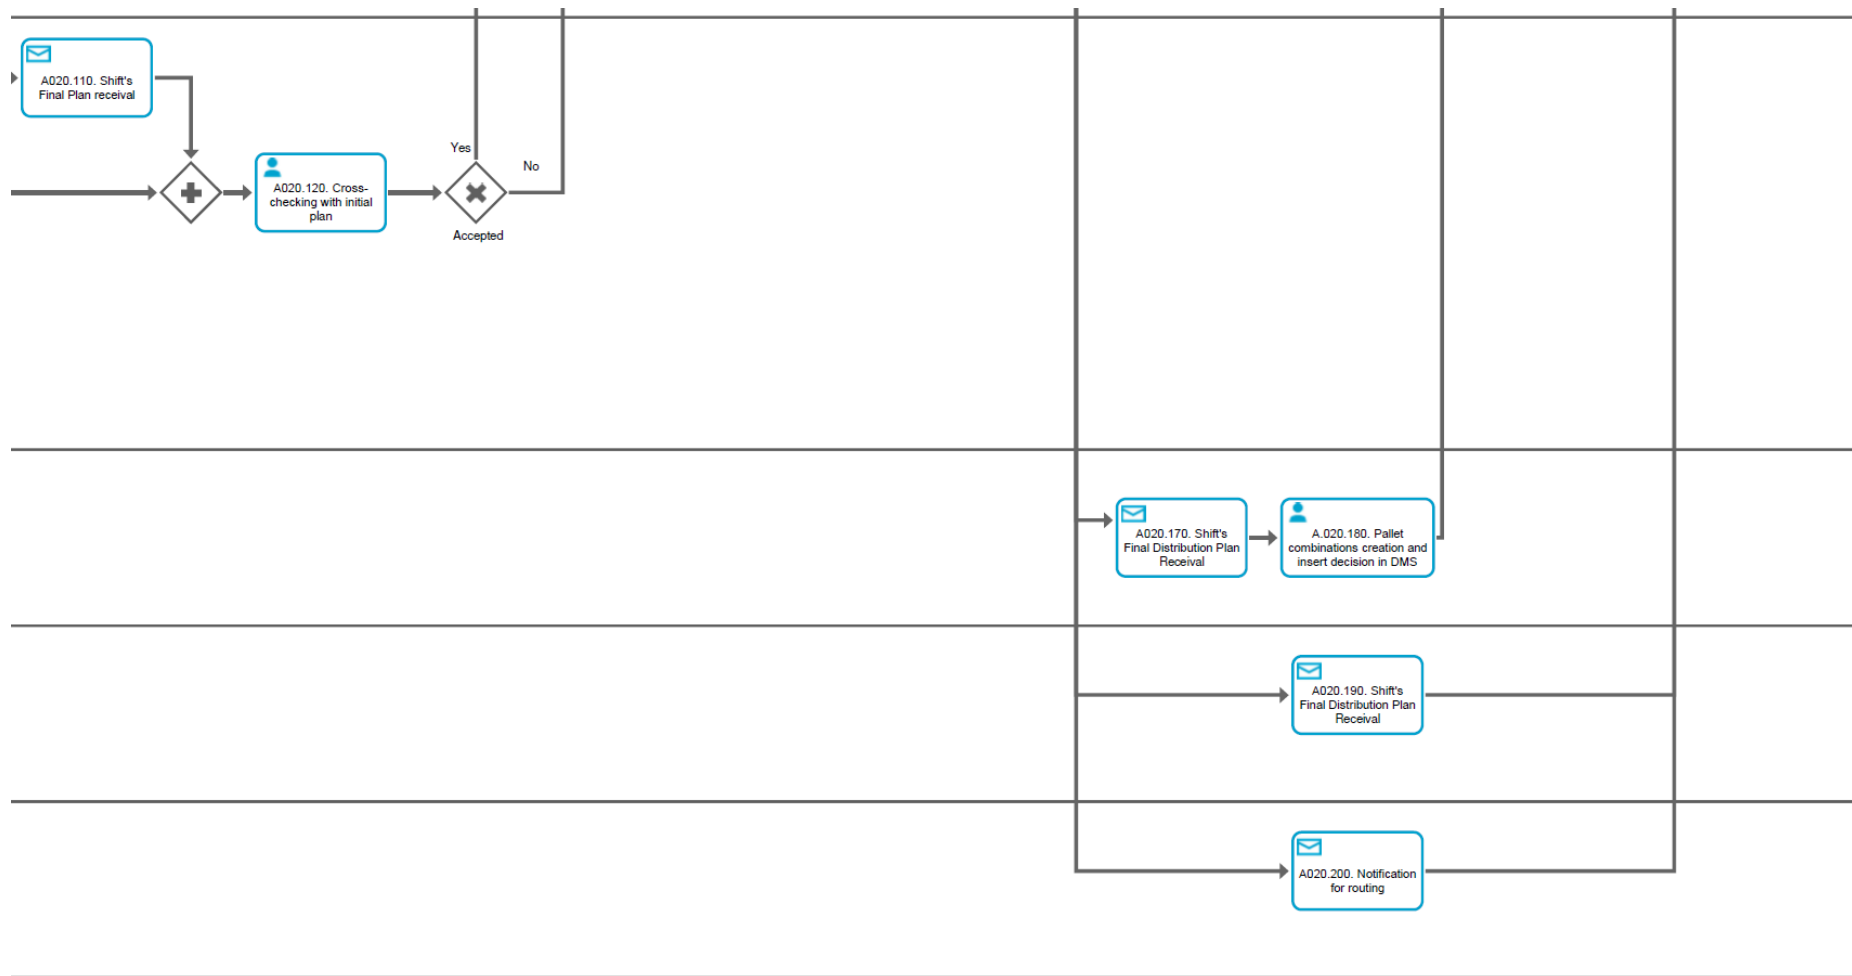 A020.110. Shift's
Final Plan receival
Yes
No
A020.120. Cross-
checking with initial
plan
Accepted
A020.170. Shift's
Final Distribution Plan
Receival
A.020.180. Pallet
combinations creation and
insert decision in DMS
A020.190. Shift's
Final Distribution Plan
Receival
A020.200. Notification
for routing